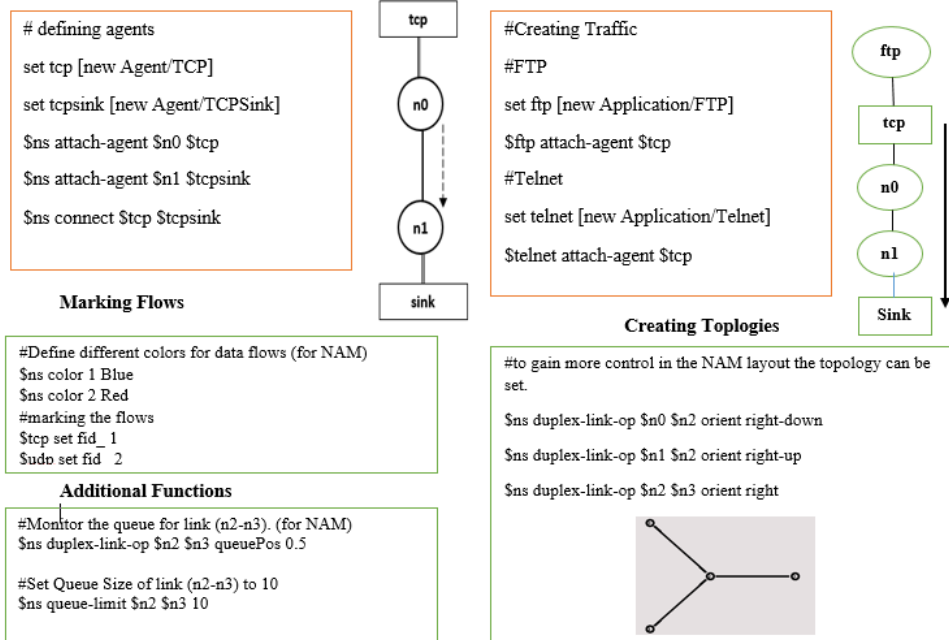 # defining agents
set tcp [new Agent/TCP]
set tcpsink [new Agent/TCPSink]
$ns attach-agent $n0 $tcp
$ns attach-agent $n1 $tcpsink
$ns connect $tcp $tcpsink
tcp
n0
n1
sink
#Creating Traffic
#FTP
set ftp [new Application/FTP]
$ftp attach-agent $tcp
#Telnet
set telnet [new Application/Telnet]
$telnet attach-agent $tcp
ftp
tcp
n0
n1
Sink
Marking Flows
#Define different colors for data flows (for NAM)
$ns color 1 Blue
$ns color 2 Red
#marking the flows
$tcp set fid_ 1
$udp set fid 2
Additional Functions
#Monitor the queue for link (n2-n3). (for NAM)
$ns duplex-link-op $n2 $n3 queuePos 0.5
#Set Queue Size of link (n2-n3) to 10
$ns queue-limit $n2 $n3 10
Creating Toplogies
#to gain more control in the NAM layout the topology can be
set.
$ns duplex-link-op $n0 $n2 orient right-down
$ns duplex-link-op $n1 $n2 orient right-up
$ns duplex-link-op $n2 $n3 orient right